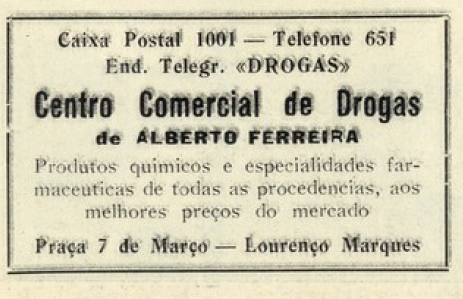 Caixa Postal 1001 — Telefone 651
End. Telegr. «DROGAS»
Centro Comercial de Drogas
de ALBERTO FERREIRA
Produtos quimicos e especialidades far-
maceuticas de todas as procedencias, aos
melhores preços do mercado
Praça 7 de Março — Lourenço Marques